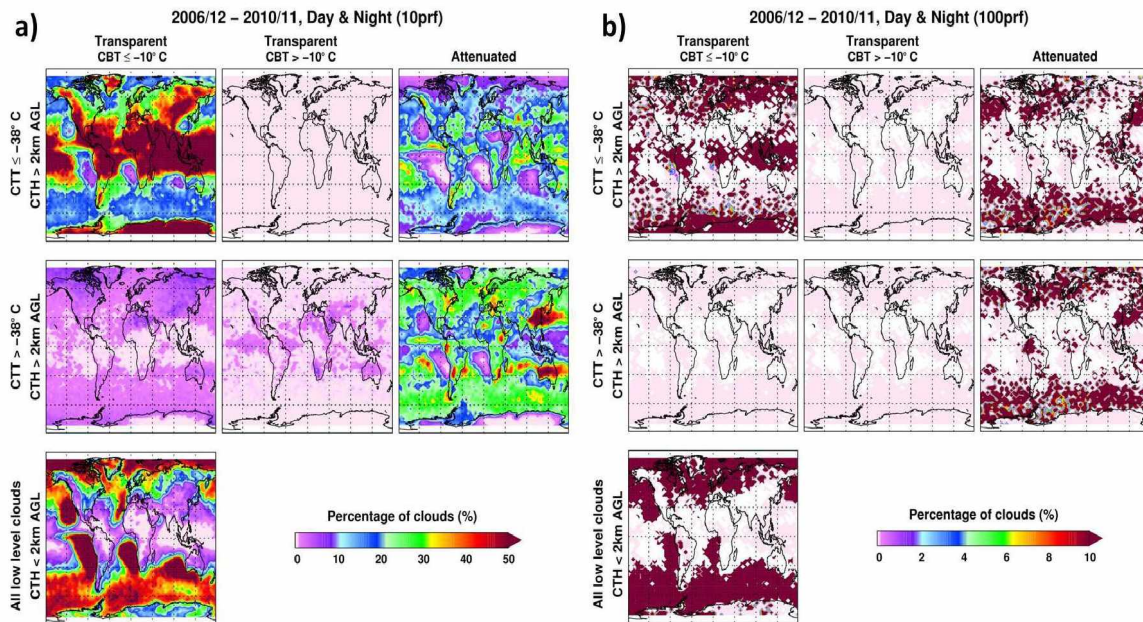 a)
2006/12 – 2010/11, Day & Night (10prf)
Transparent
CBT ≤ −10° C
Transparent
CBT > −10° C
Attenuated
CTT ≤ −38° C
CTH > 2km AGL
CTT > −38° C
CTH > 2km AGL
All low level clouds
CTH < 2km AGL
Percentage of clouds (%)
0 10 20 30 40 50
b)
2006/12 – 2010/11, Day & Night (100prf)
Transparent
CBT ≤ −10° C
Transparent
CBT > −10° C
Attenuated
CTT ≤ −38° C
CTH > 2km AGL
CTT > −38° C
CTH > 2km AGL
All low level clouds
CTH < 2km AGL
Percentage of clouds (%)
0 2 4 6 8 10